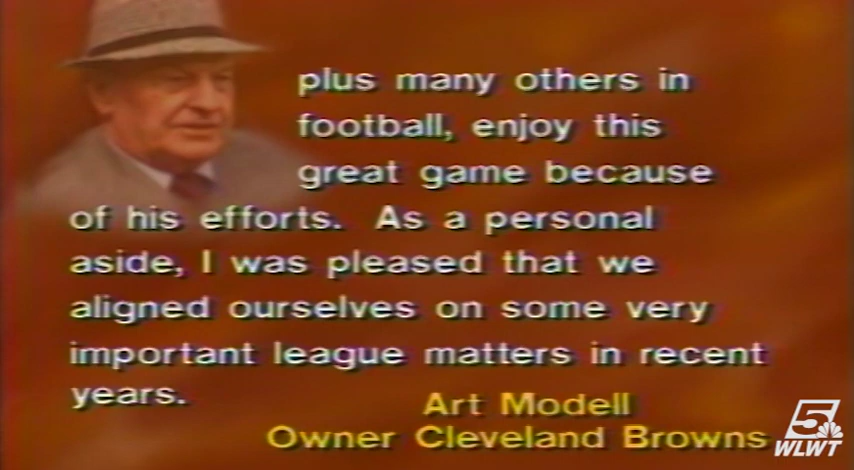 plus many others in
football, enjoy this
great game because
of his efforts. As a personal
aside, I was pleased that we
aligned ourselves on some very
important league matters in recent
years.
Art Modell
Owner Cleveland Browns
5
WLWT